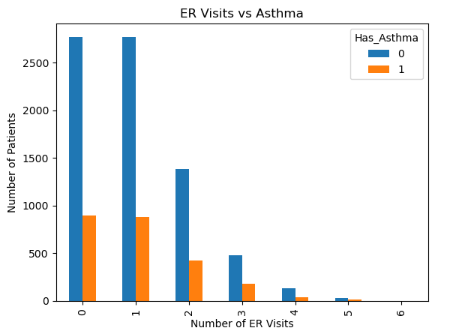 ER Visits vs Asthma
Has_Asthma
0
1
Number of Patients
2500
2000
1500
1000
500
0
0 1 2 3 4 5 6
Number of ER Visits